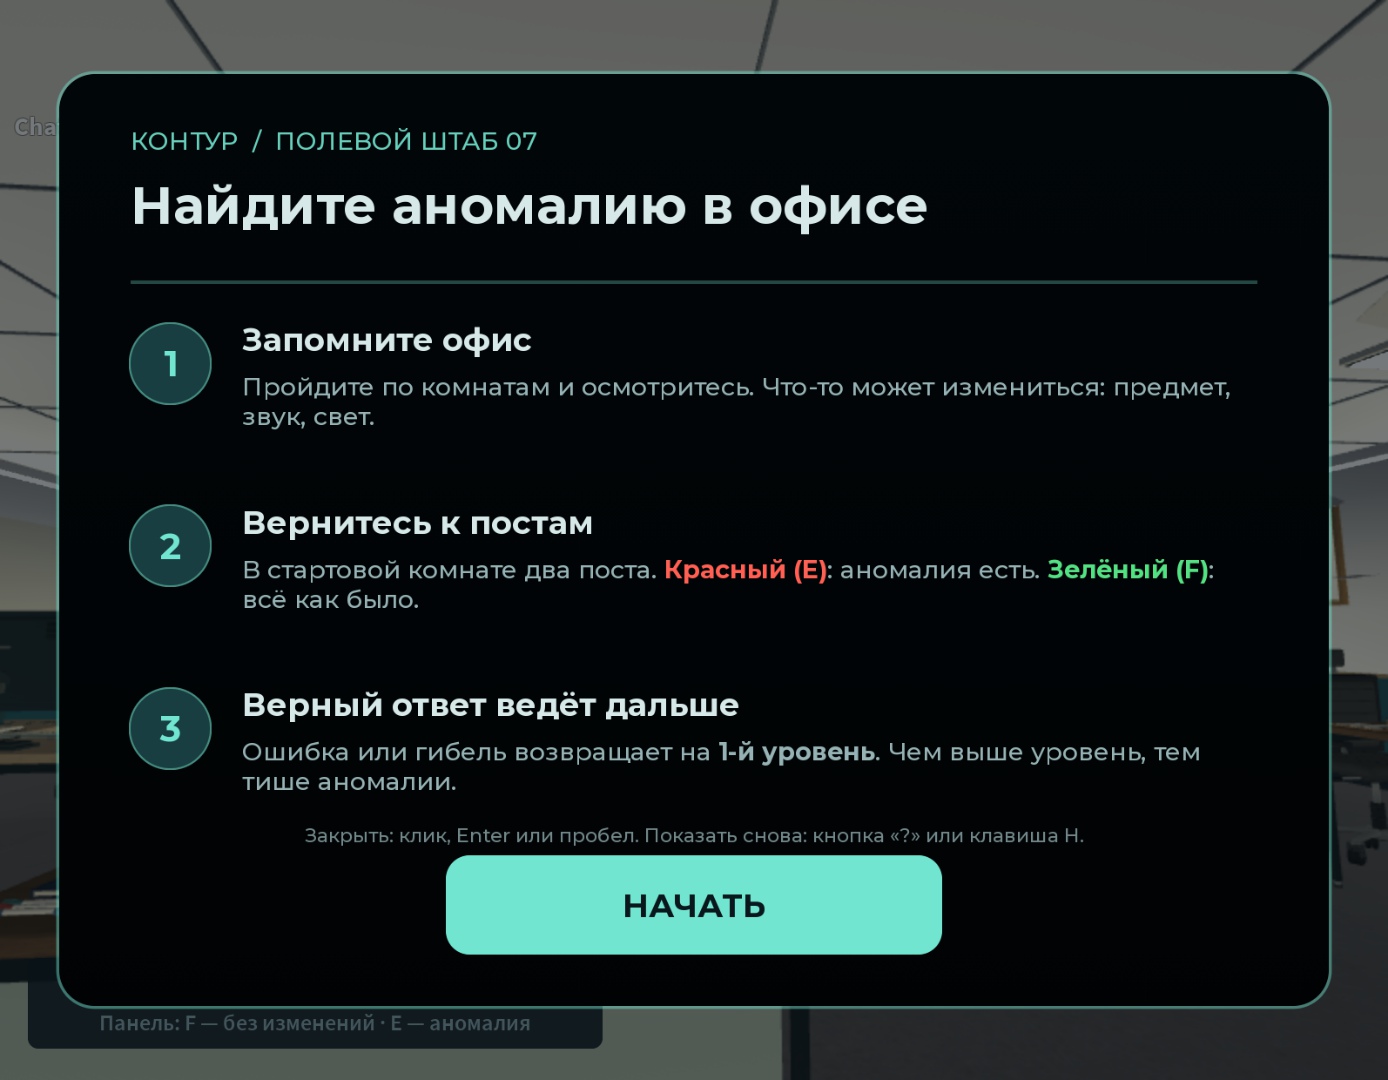 Cha
КОНТУР / ПОЛЕВОЙ ШТАБ 07
Найдите аномалию в офисе
1
Запомните офис
Пройдите по комнатам и осмотритесь. Что-то может измениться: предмет,
звук, свет.
2
Вернитесь к постам
В стартовой комнате два поста. Красный (E): аномалия есть. Зелёный (F):
всё как было.
3
Верный ответ ведёт дальше
Ошибка или гибель возвращает на 1-й уровень. Чем выше уровень, тем
тише аномалии.
Закрыть: клик, Enter или пробел. Показать снова: кнопка «?» или клавиша H.
НАЧАТЬ
Панель: F — без изменений · E — аномалия